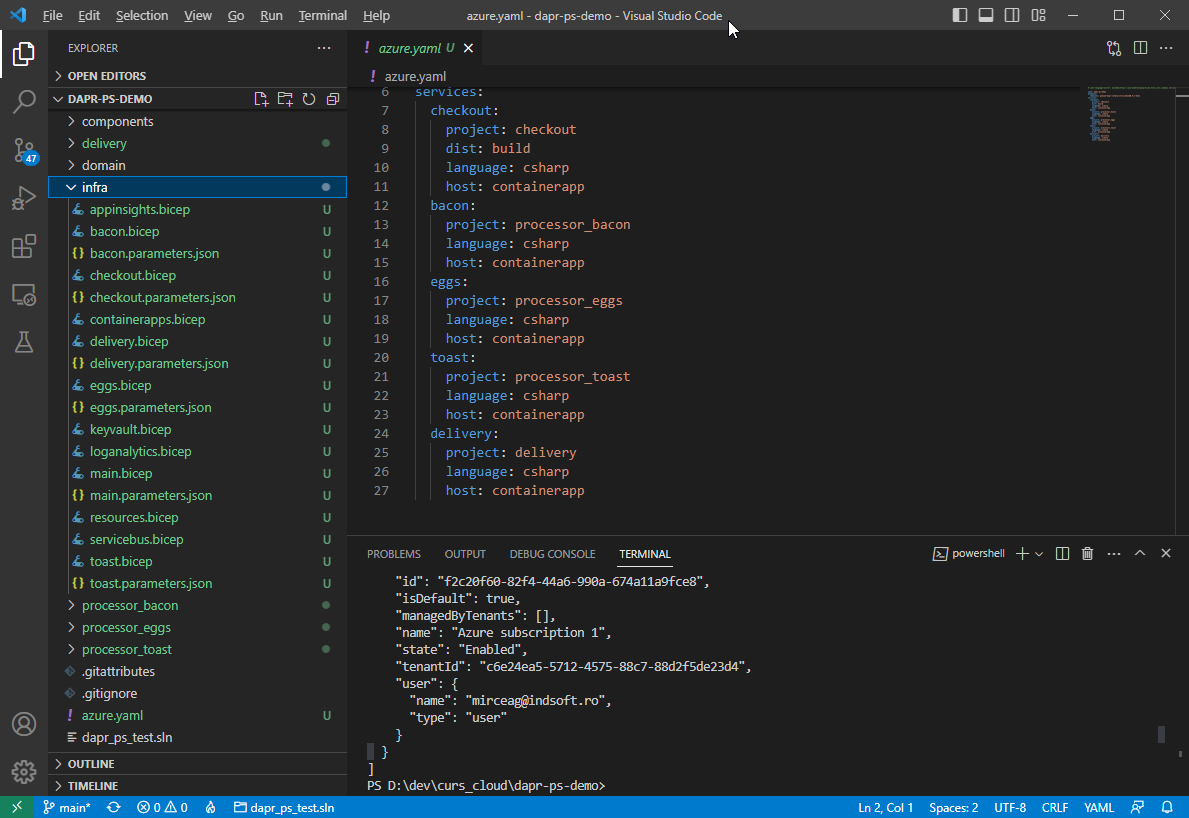 File Edit Selection View Go Run Terminal Help
azure.yaml - dapr-ps-demo - Visual Studio Code
EXPLORER
OPEN EDITORS
DAPR-PS-DEMO
components
delivery
domain
infra
appinsights.bicep U
bacon.bicep U
bacon.parameters.json U
checkout.bicep U
checkout.parameters.json U
containerapps.bicep U
delivery.bicep U
delivery.parameters.json U
eggs.bicep U
eggs.parameters.json U
keyvault.bicep U
loganalytics.bicep U
main.bicep U
main.parameters.json U
resources.bicep U
servicebus.bicep U
toast.bicep U
toast.parameters.json U
processor_bacon
processor_eggs
processor_toast
.gitattributes
.gitignore
azure.yaml U
dapr_ps_test.sln
OUTLINE
TIMELINE
47
azure.yaml U
azure.yaml
6 services:
7 checkout:
8 project: checkout
9 dist: build
10 language: csharp
11 host: containerapp
12 bacon:
13 project: processor_bacon
14 language: csharp
15 host: containerapp
16 eggs:
17 project: processor_eggs
18 language: csharp
19 host: containerapp
20 toast:
21 project: processor_toast
22 language: csharp
23 host: containerapp
24 delivery:
25 project: delivery
26 language: csharp
27 host: containerapp
PROBLEMS OUTPUT DEBUG CONSOLE TERMINAL
powershell
"id": "f2c20f60-82f4-44a6-990a-674a11a9fce8",
"isDefault": true,
"managedByTenants": [],
"name": "Azure subscription 1",
"state": "Enabled",
"tenantId": "c6e24ea5-5712-4575-88c7-88d2f5de23d4",
"user": {
"name": "mirceag@indsoft.ro",
"type": "user"
}
}
]
PS D:\dev\curs_cloud\dapr-ps-demo>
main* 0 0 dapr_ps_test.sln
Ln 2, Col 1 Spaces: 2 UTF-8 CRLF YAML